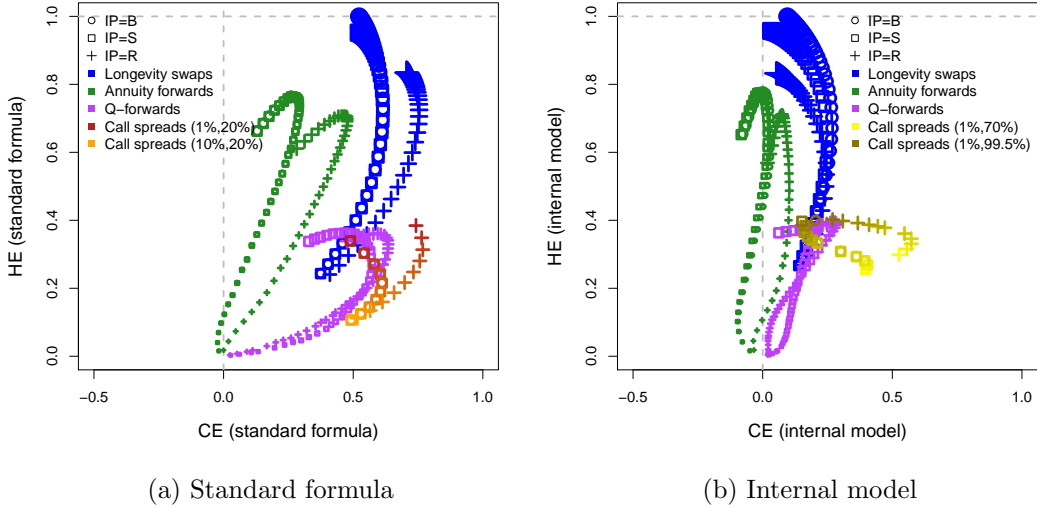 HE (standard formula)
1.0
0.8
0.6
0.4
0.2
0.0
IP=B
IP=S
IP=R
Longevity swaps
Annuity forwards
Q−forwards
Call spreads (1%,20%)
Call spreads (10%,20%)
−0.5
0.0
0.5
1.0
CE (standard formula)
(a) Standard formula
HE (internal model)
1.0
0.8
0.6
0.4
0.2
0.0
IP=B
IP=S
IP=R
Longevity swaps
Annuity forwards
Q−forwards
Call spreads (1%,70%)
Call spreads (1%,99.5%)
−0.5
0.0
0.5
1.0
CE (internal model)
(b) Internal model